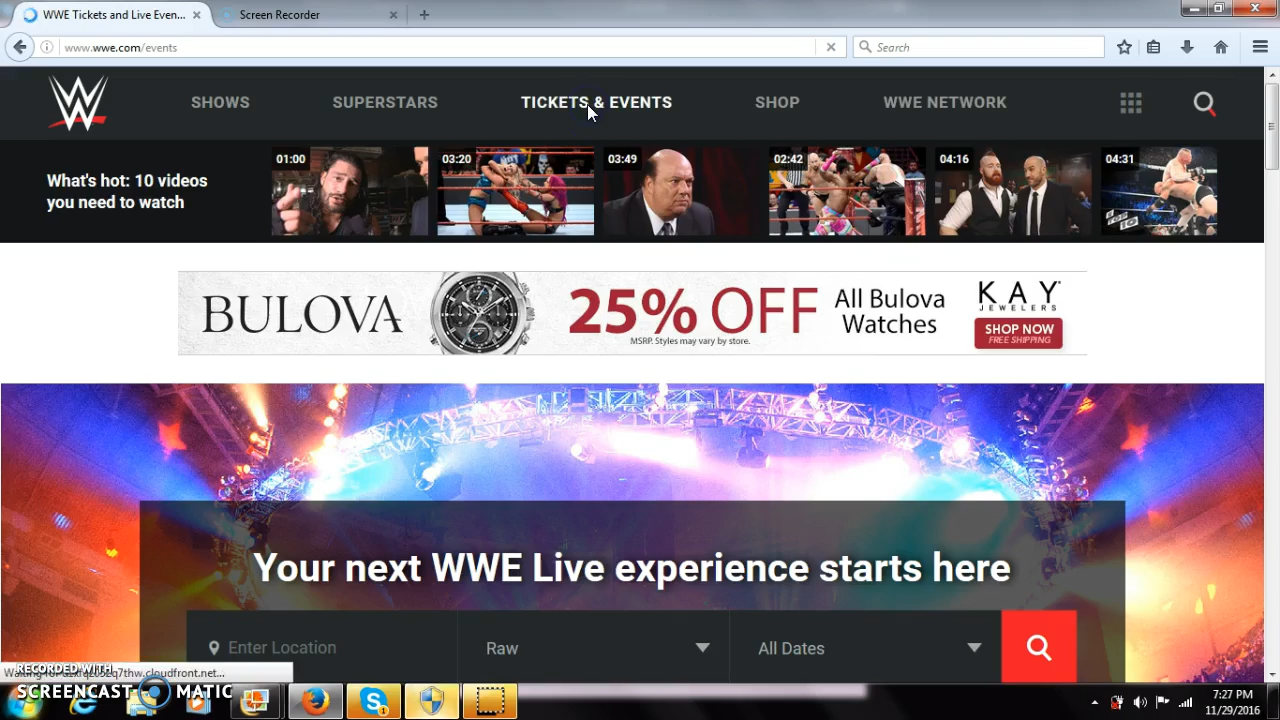 WWE Tickets and Live Even...
Screen Recorder
www.wwe.com/events
Search
SHOWS
SUPERSTARS
TICKETS & EVENTS
SHOP
WWE NETWORK
What's hot: 10 videos
you need to watch
01:00
03:20
03:49
02:42
04:16
04:31
BULOVA
25% OFF
MSRP. Styles may vary by store.
All Bulova
Watches
KAY
JEWELERS
SHOP NOW
FREE SHIPPING
Your next WWE Live experience starts here
Enter Location
Raw
All Dates
RECORDED WITH
SCREENCAST MATIC
7:27 PM
11/29/2016